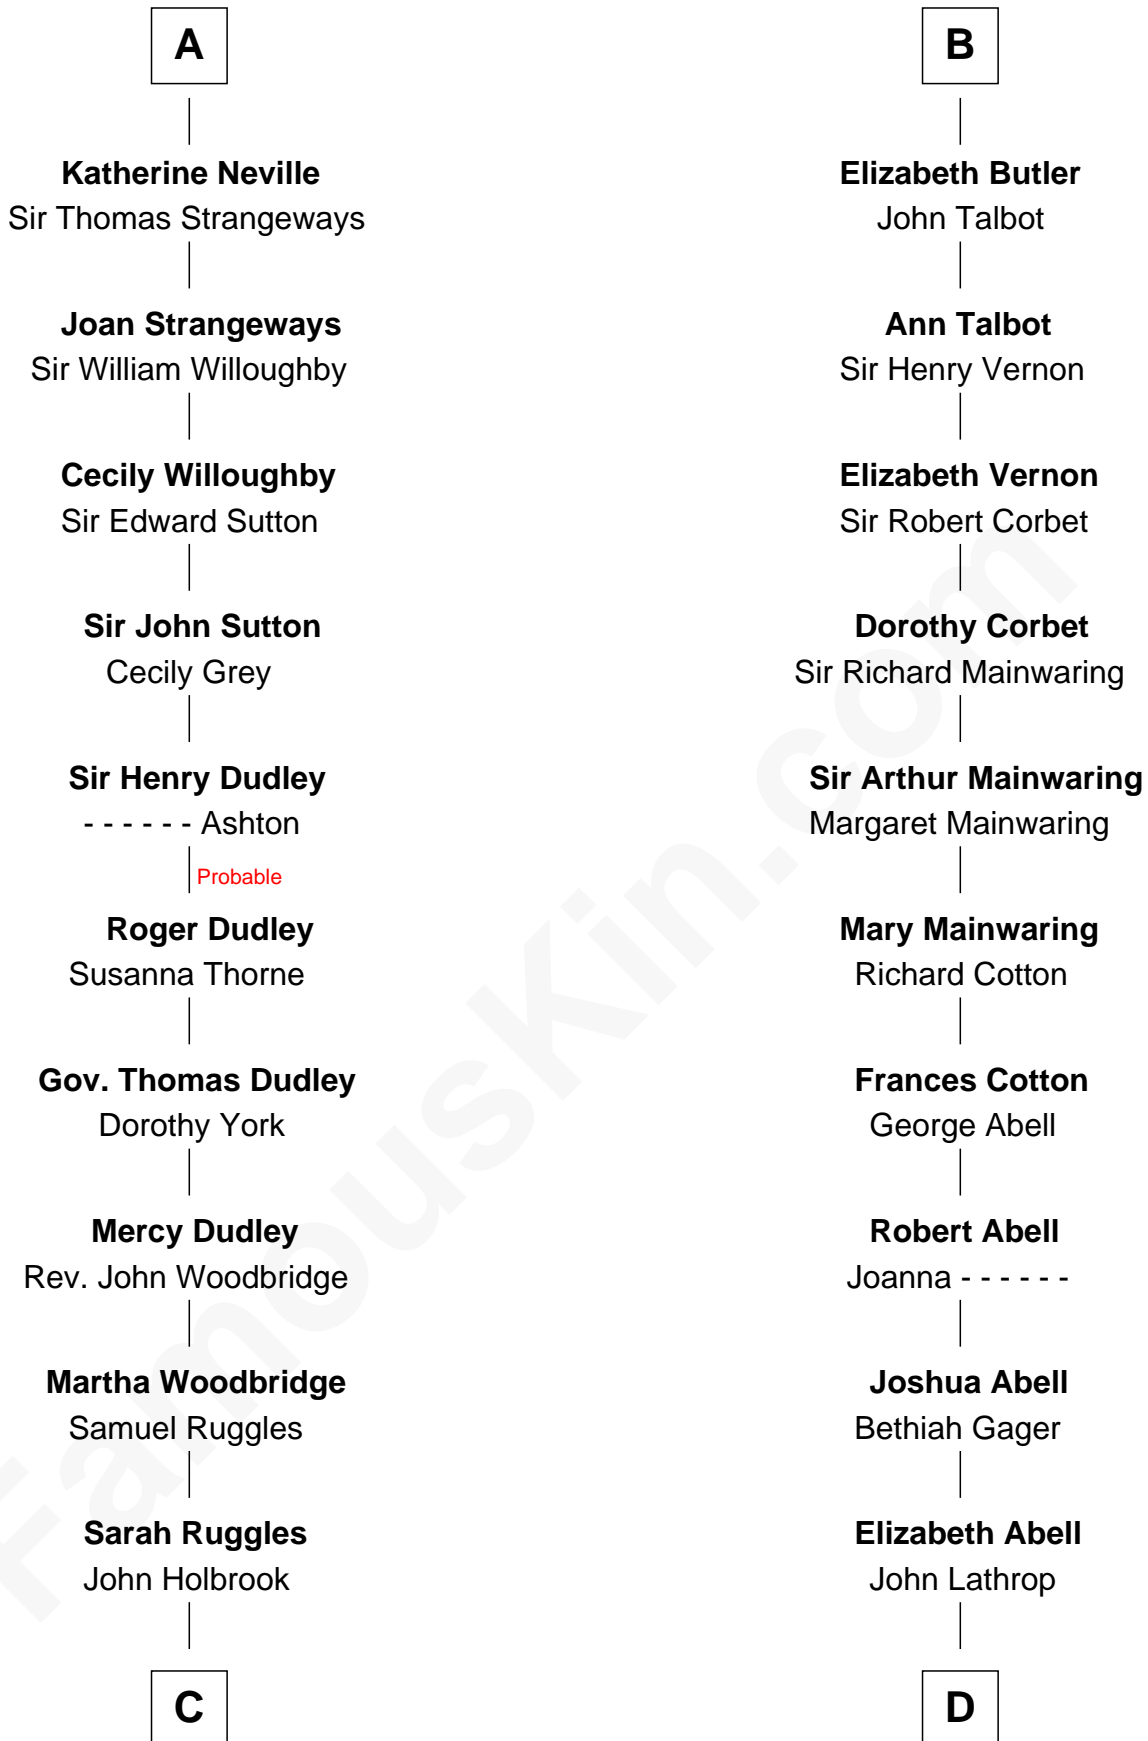 A
Katherine Neville
Sir Thomas Strangeways
Joan Strangeways
Sir William Willoughby
Cecily Willoughby
Sir Edward Sutton
Sir John Sutton
Cecily Grey
Sir Henry Dudley
- - - - - - Ashton
Probable
Roger Dudley
Susanna Thorne
Gov. Thomas Dudley
Dorothy York
Mercy Dudley
Rev. John Woodbridge
Martha Woodbridge
Samuel Ruggles
Sarah Ruggles
John Holbrook
C
B
Elizabeth Butler
John Talbot
Ann Talbot
Sir Henry Vernon
Elizabeth Vernon
Sir Robert Corbet
Dorothy Corbet
Sir Richard Mainwaring
Sir Arthur Mainwaring
Margaret Mainwaring
Mary Mainwaring
Richard Cotton
Frances Cotton
George Abell
Robert Abell
Joanna - - - - - -
Joshua Abell
Bethiah Gager
Elizabeth Abell
John Lathrop
D
FamousKin.com